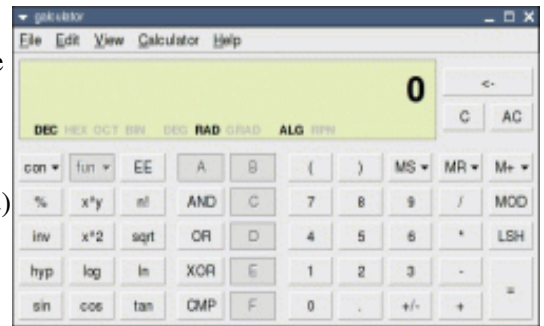 galculator
File Edit View Calculator Help
e
0
<-
DEC HEX OCT BIN DEG RAD GRAD ALG RPN
C AC
con fun EE A B ( ) MS MR M+
)
% x^y n! AND C 7 8 9 / MOD
inv x^2 sqrt OR D 4 5 6 * LSH
hyp log ln XOR E 1 2 3 -
=
sin cos tan CMP F 0 . +/- +